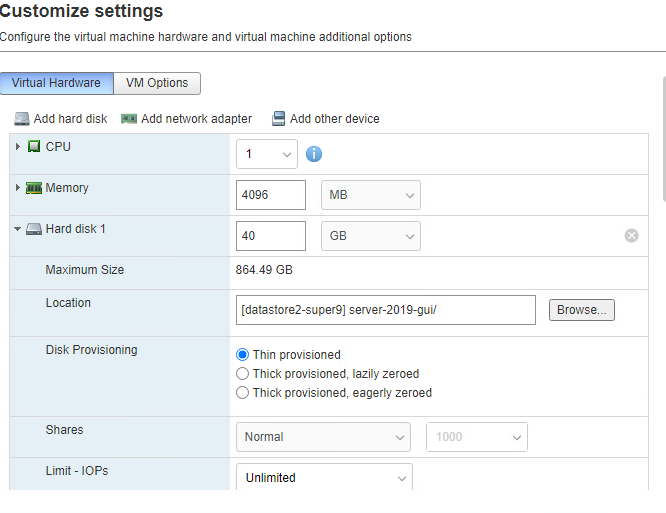 Customize settings
Configure the virtual machine hardware and virtual machine additional options
Virtual Hardware VM Options
Add hard disk Add network adapter Add other device
CPU 1
Memory 4096 MB
Hard disk 1 40 GB
Maximum Size 864.49 GB
Location [datastore2-super9] server-2019-gui/ Browse...
Disk Provisioning Thin provisioned
Thick provisioned, lazily zeroed
Thick provisioned, eagerly zeroed
Shares Normal 1000
Limit - IOPs Unlimited